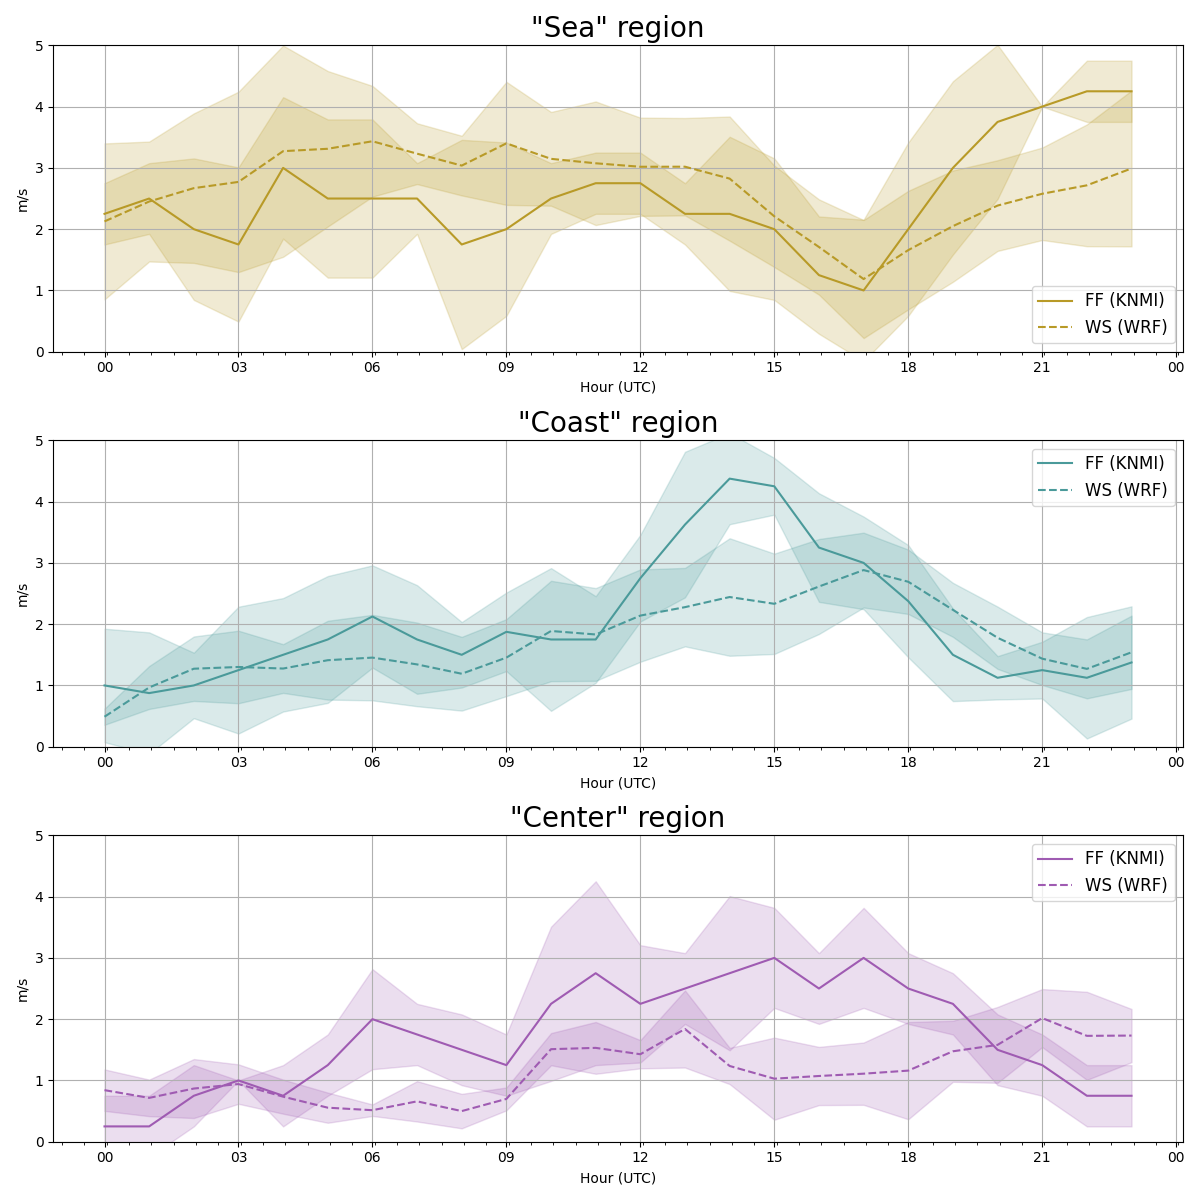 "Sea" region
5
4
3
2
1
0
m/s
FF (KNMI)
WS (WRF)
00 03 06 09 12 15 18 21 00
Hour (UTC)
"Coast" region
5
4
3
2
1
0
m/s
FF (KNMI)
WS (WRF)
00 03 06 09 12 15 18 21 00
Hour (UTC)
"Center" region
5
4
3
2
1
0
m/s
FF (KNMI)
WS (WRF)
00 03 06 09 12 15 18 21 00
Hour (UTC)